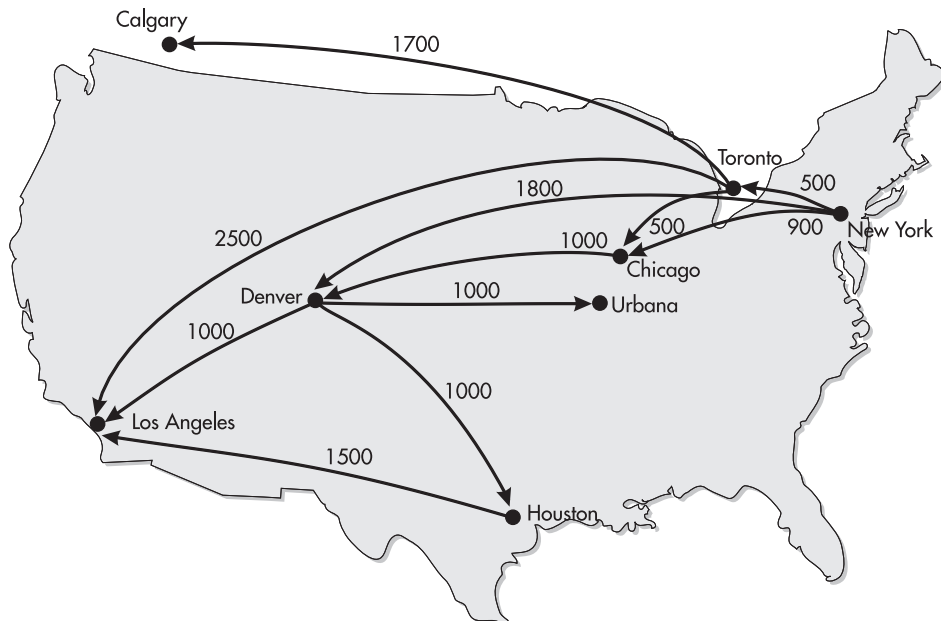 Calgary
1700
Toronto
500
1800
New York
900
500
2500
1000
Chicago
Denver
1000
Urbana
1000
1000
Los Angeles
1500
Houston